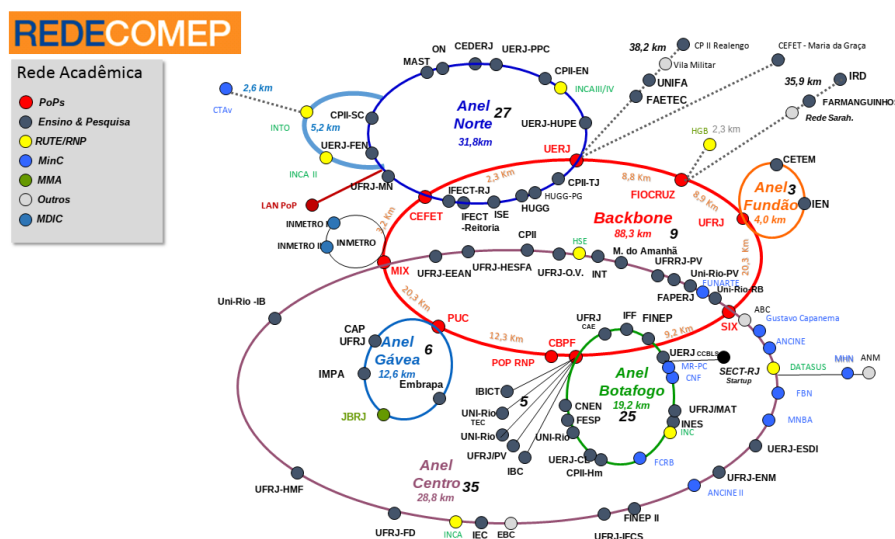 REDECOMEP
Rede Acadêmica
PoPs
Ensino & Pesquisa
RUTE/RNP
MinC
MMA
Outros
MDIC
CTAv
2,6 km
INTO
5,2 km
INCA II
LAN PoP
MAST
ON
CEDERJ
UERJ-PPC
CPII-EN
INCAIII/IV
CPII-SC
UFRJ-FEN
UFRJ-MN
UERJ-HUPE
Anel
Norte
27
31,8km
UERJ
CPII-TJ
HUGG-PG
HUGG
ISE
IFECT-RJ
IFECT
-Reitoria
CEFET
38,2 km
CP II Realengo
Vila Militar
UNIFA
FAETEC
CEFET - Maria da Graça
35,9 km
IRD
FARMANGUINHOS
Rede Sarah.
HGB
2,3 km
FIOCRUZ
CETEM
Anel
Fundão
3
4,0 km
IEN
UFRJ
2,3 Km
8,8 Km
8,9 Km
20,3 Km
9,2 Km
12,3 Km
20,3 Km
3,2 Km
Backbone
9
88,3 km
INMETRO I
INMETRO II
INMETRO
MIX
UFRJ-EEAN
UFRJ-HESFA
CPII
UFRJ-O.V.
HSE
INT
M. do Amanhã
UFRRJ-PV
FAPERJ
Uni-Rio-PV
FUNARTE
Uni-Rio-RB
SIX
ABC
Gustavo Capanema
ANCINE
DATASUS
MHN
ANM
FBN
MNBA
UERJ-ESDI
UFRJ-ENM
ANCINE II
FINEP II
UFRJ-IFCS
EBC
IEC
INCA
UFRJ-FD
UFRJ-HMF
Uni-Rio -IB
Anel
Centro
35
28,8 km
PUC
CAP
UFRJ
Anel
Gávea
6
12,6 km
IMPA
Embrapa
JBRJ
POP RNP
CBPF
IBICT
5
UNI-Rio
TEC
UNI-Rio
UFRJ/PV
IBC
UFRJ
CAE
IFF
FINEP
UERJ
CCBLS
MR-PC
CNF
SECT-RJ
Startup
Anel
Botafogo
19,2 km
25
CNEN
FESP
UNI-Rio
UERJ-CL
CPII-Hm
FCRB
INC
INES
UFRJ/MAT